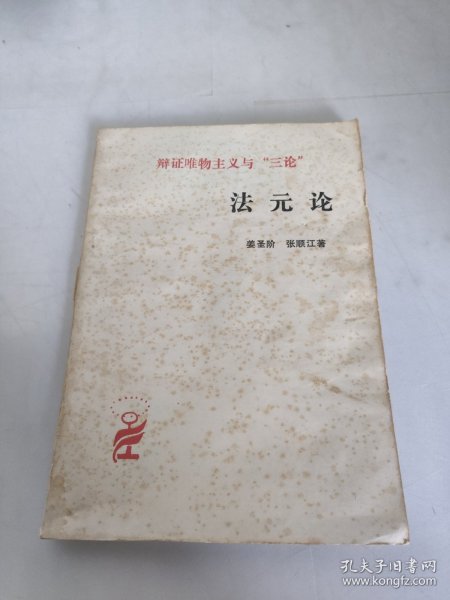 辩证唯物主义与“三论”
法元论
姜圣阶 张顺江著
孔夫子旧书网
www.kongfz.com